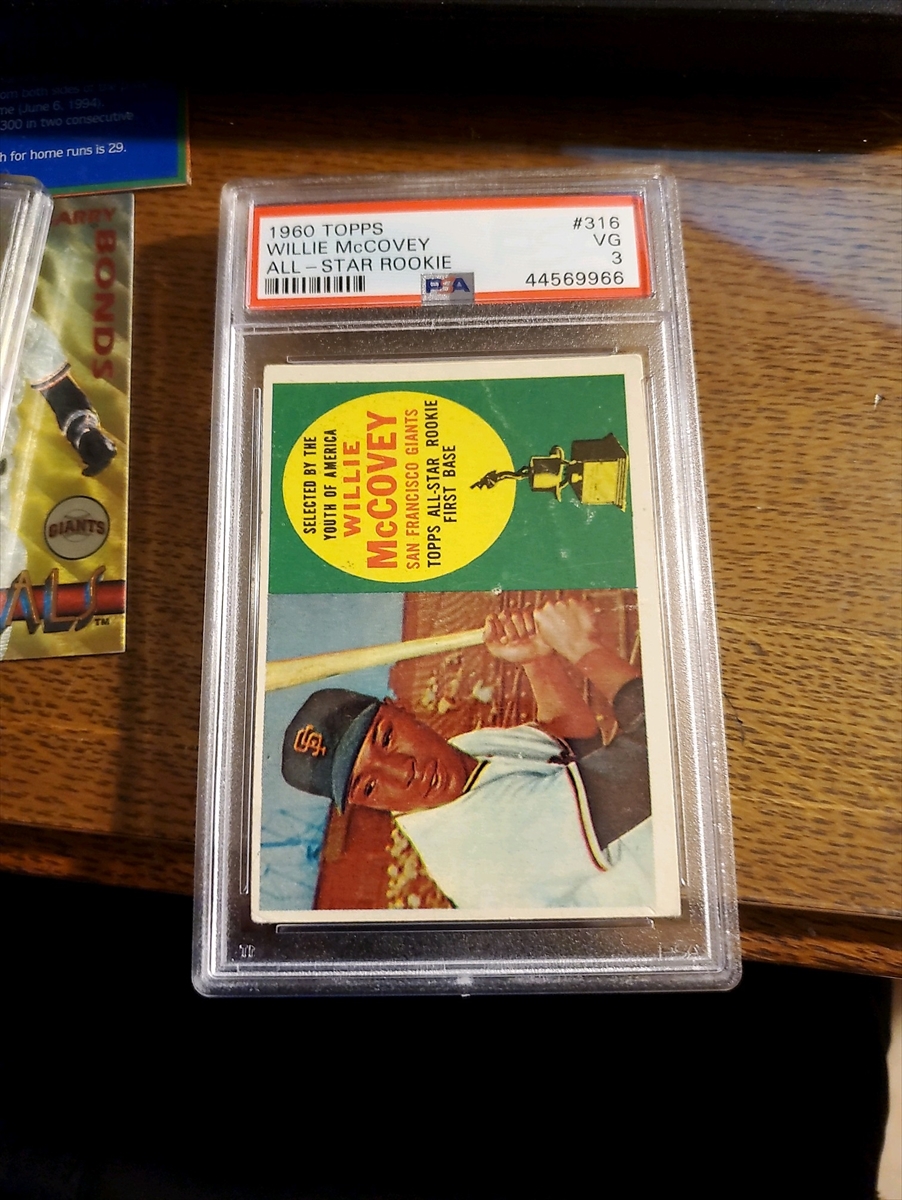 me (June 6, 1994).
300 in two consecutive
h for home runs is 29.
ARRY BONDS
GIANTS
ALS™
1960 TOPPS #316
WILLIE McCOVEY VG
ALL-STAR ROOKIE 3
PSA 44569966
SELECTED BY THE
YOUTH OF AMERICA
WILLIE
McCOVEY
SAN FRANCISCO GIANTS
TOPPS ALL-STAR ROOKIE
FIRST BASE
SF